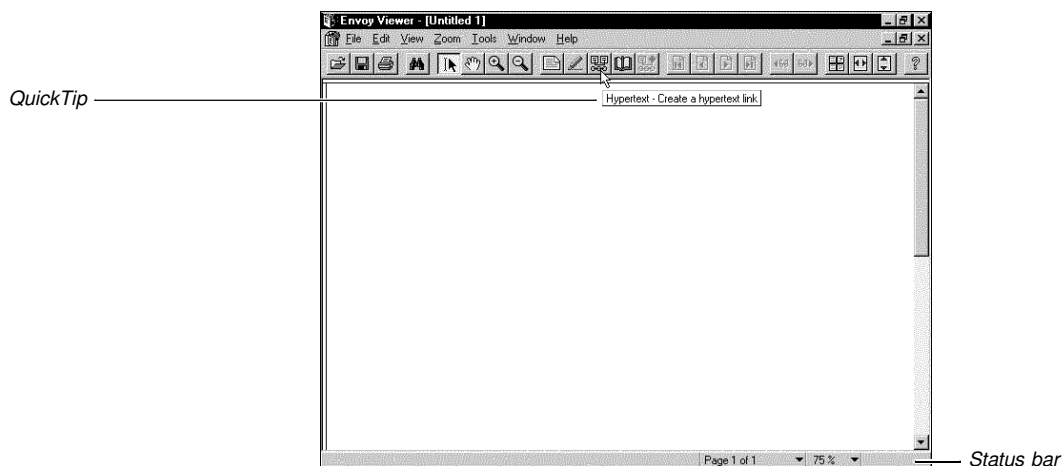 Envoy Viewer - [Untitled 1]
File Edit View Zoom Tools Window Help
QuickTip
Hypertext - Create a hypertext link
Page 1 of 1 75%
Status bar